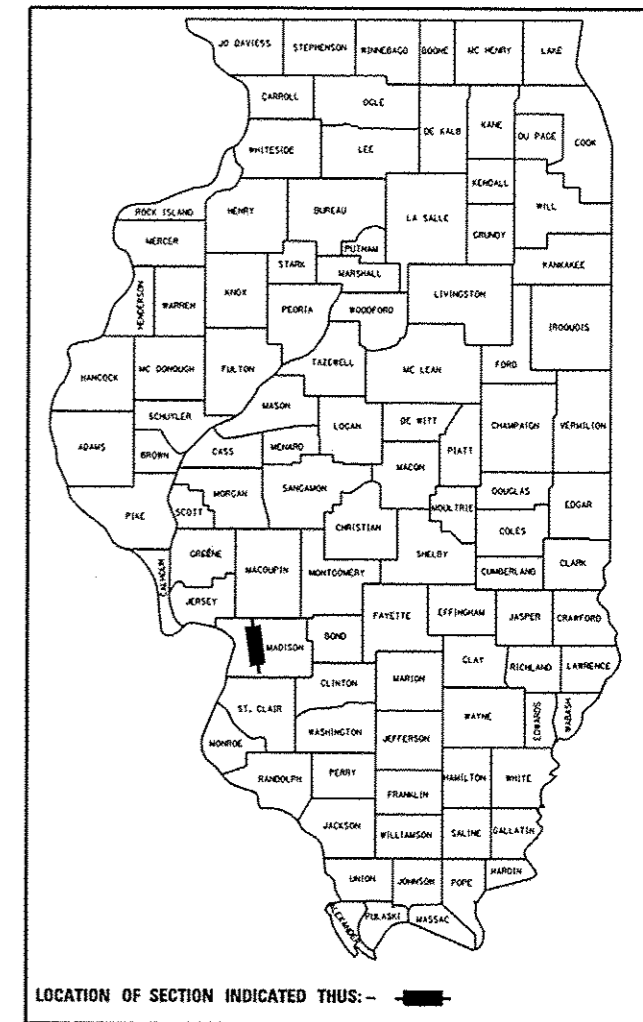 JO DAVIESS STEPHENSON WINNEBAGO BOONE MC HENRY LAKE
CARROLL OGLE DE KALB KANE DU PAGE COOK
WHITESIDE LEE
KENDALL WILL
ROCK ISLAND HENRY BUREAU LA SALLE GRUNDY
MERCER PUTNAM
STARK MARSHALL KANKAKEE
HENDERSON WARREN KNOX PEORIA WOODFORD LIVINGSTON IROQUOIS
HANCOCK MC DONOUGH FULTON TAZEWELL MC LEAN FORD
SCHUYLER MASON LOGAN DE WITT CHAMPAIGN VERMILION
ADAMS BROWN CASS MENARD MACON PIATT
PIKE SCOTT MORGAN SANGAMON MOULTRIE DOUGLAS EDGAR
CHRISTIAN COLES
CALHOUN GREENE MACOUPIN MONTGOMERY SHELBY CUMBERLAND CLARK
JERSEY FAYETTE EFFINGHAM JASPER CRAWFORD
MADISON BOND CLAY RICHLAND LAWRENCE
CLINTON MARION
ST. CLAIR WAYNE EDWARDS WABASH
MONROE WASHINGTON JEFFERSON
RANDOLPH PERRY HAMILTON WHITE
FRANKLIN
JACKSON WILLIAMSON SALINE GALLATIN
UNION JOHNSON POPE HARDIN
ALEXANDER PULASKI MASSAC
LOCATION OF SECTION INDICATED THUS: -